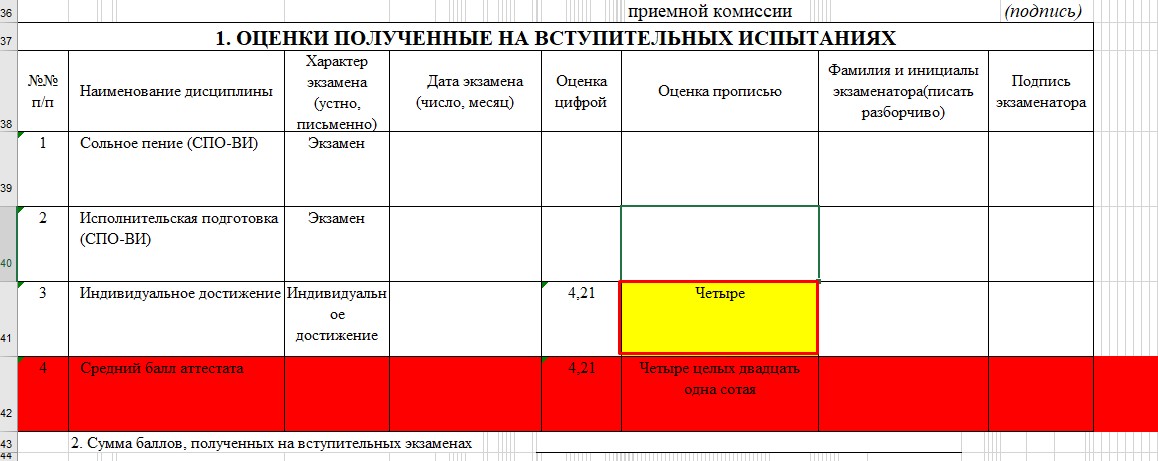 36 приемной комиссии (подпись)
37 1. ОЦЕНКИ ПОЛУЧЕННЫЕ НА ВСТУПИТЕЛЬНЫХ ИСПЫТАНИЯХ
38 №№ п/п Наименование дисциплины Характер экзамена (устно, письменно) Дата экзамена (число, месяц) Оценка цифрой Оценка прописью Фамилия и инициалы экзаменатора(писать разборчиво) Подпись экзаменатора
39 1 Сольное пение (СПО-ВИ) Экзамен
40 2 Исполнительская подготовка (СПО-ВИ) Экзамен
41 3 Индивидуальное достижение Индивидуальное достижение 4,21 Четыре
42 4 Средний балл аттестата 4,21 Четыре целых двадцать одна сотая
43 2. Сумма баллов, полученных на вступительных экзаменах
44